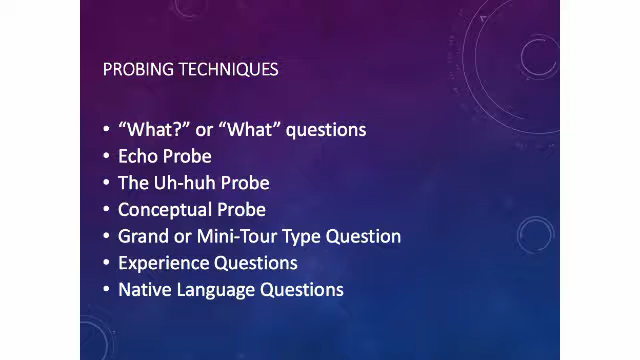 PROBING TECHNIQUES
• “What?” or “What” questions
• Echo Probe
• The Uh-huh Probe
• Conceptual Probe
• Grand or Mini-Tour Type Question
• Experience Questions
• Native Language Questions